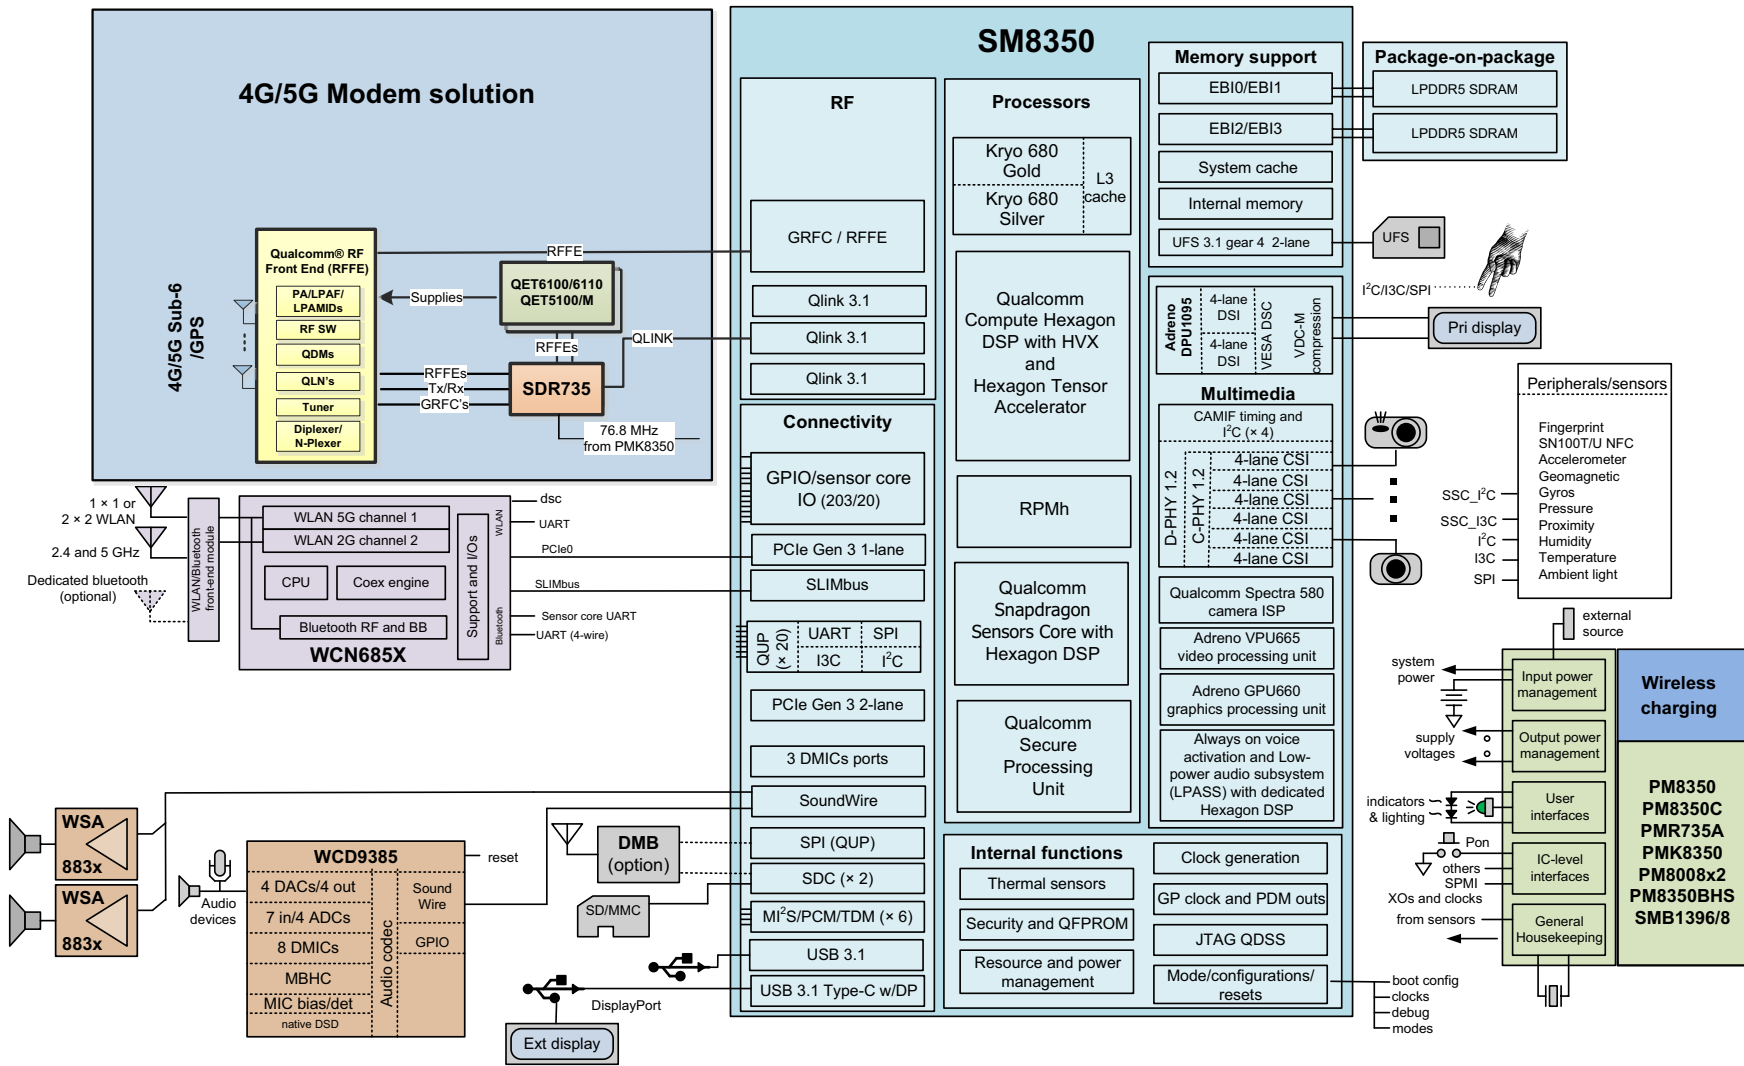 4G/5G Modem solution
4G/5G Sub-6
/GPS
Qualcomm® RF
Front End (RFFE)
PA/LPAF/
LPAMIDs
RF SW
QDMs
QLN's
Tuner
Diplexer/
N-Plexer
RFFE
QET6100/6110
QET5100/M
Supplies
RFFEs
QLINK
RFFEs
Tx/Rx
GRFC's
SDR735
76.8 MHz
from PMK8350
1 × 1 or
2 × 2 WLAN
2.4 and 5 GHz
Dedicated bluetooth
(optional)
WLAN/Bluetooth
front-end module
WLAN 5G channel 1
WLAN 2G channel 2
CPU
Coex engine
Bluetooth RF and BB
WCN685X
Support and I/Os
WLAN
Bluetooth
dsc
UART
PCIe0
SLIMbus
Sensor core UART
UART (4-wire)
WSA
883x
WSA
883x
Audio
devices
WCD9385
4 DACs/4 out
7 in/4 ADCs
8 DMICs
MBHC
MIC bias/det
native DSD
Audio codec
Sound
Wire
GPIO
reset
DMB
(option)
SD/MMC
DisplayPort
Ext display
SM8350
RF
GRFC / RFFE
Qlink 3.1
Qlink 3.1
Qlink 3.1
Connectivity
GPIO/sensor core
IO (203/20)
PCIe Gen 3 1-lane
SLIMbus
QUP
(× 20)
UART
SPI
I3C
I²C
PCIe Gen 3 2-lane
3 DMICs ports
SoundWire
SPI (QUP)
SDC (× 2)
MI²S/PCM/TDM (× 6)
USB 3.1
USB 3.1 Type-C w/DP
Processors
Kryo 680
Gold
Kryo 680
Silver
L3
cache
Qualcomm
Compute Hexagon
DSP with HVX
and
Hexagon Tensor
Accelerator
RPMh
Qualcomm
Snapdragon
Sensors Core with
Hexagon DSP
Qualcomm
Secure
Processing
Unit
Internal functions
Thermal sensors
Security and QFPROM
Resource and power
management
Clock generation
GP clock and PDM outs
JTAG QDSS
Mode/configurations/
resets
boot config
clocks
debug
modes
Memory support
EBI0/EBI1
EBI2/EBI3
System cache
Internal memory
UFS 3.1 gear 4 2-lane
Package-on-package
LPDDR5 SDRAM
LPDDR5 SDRAM
UFS
I²C/I3C/SPI
Adreno
DPU1095
4-lane
DSI
4-lane
DSI
VESA DSC
VDC-M
compression
Pri display
Multimedia
CAMIF timing and
I²C (× 4)
D-PHY 1.2
C-PHY 1.2
4-lane CSI
4-lane CSI
4-lane CSI
4-lane CSI
4-lane CSI
4-lane CSI
Qualcomm Spectra 580
camera ISP
Adreno VPU665
video processing unit
Adreno GPU660
graphics processing unit
Always on voice
activation and Low-
power audio subsystem
(LPASS) with dedicated
Hexagon DSP
Peripherals/sensors
Fingerprint
SN100T/U NFC
Accelerometer
Geomagnetic
Gyros
Pressure
Proximity
Humidity
Temperature
Ambient light
SSC_I²C
SSC_I3C
I²C
I3C
SPI
external
source
system
power
supply
voltages
indicators
& lighting
Pon
others
SPMI
XOs and clocks
from sensors
Input power
management
Output power
management
User
interfaces
IC-level
interfaces
General
Housekeeping
Wireless
charging
PM8350
PM8350C
PMR735A
PMK8350
PM8008x2
PM8350BHS
SMB1396/8